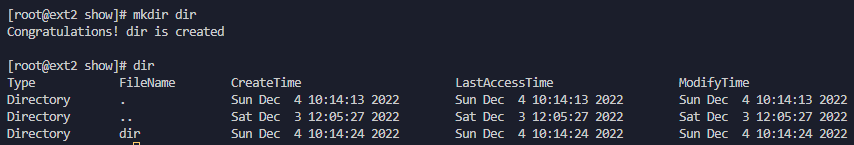 [root@ext2 show]# mkdir dir
Congratulations! dir is created
[root@ext2 show]# dir
Type FileName CreateTime LastAccessTime ModifyTime
Directory . Sun Dec 4 10:14:13 2022 Sun Dec 4 10:14:13 2022 Sun Dec 4 10:14:13 2022
Directory .. Sat Dec 3 12:05:27 2022 Sat Dec 3 12:05:27 2022 Sat Dec 3 12:05:27 2022
Directory dir Sun Dec 4 10:14:24 2022 Sun Dec 4 10:14:24 2022 Sun Dec 4 10:14:24 2022